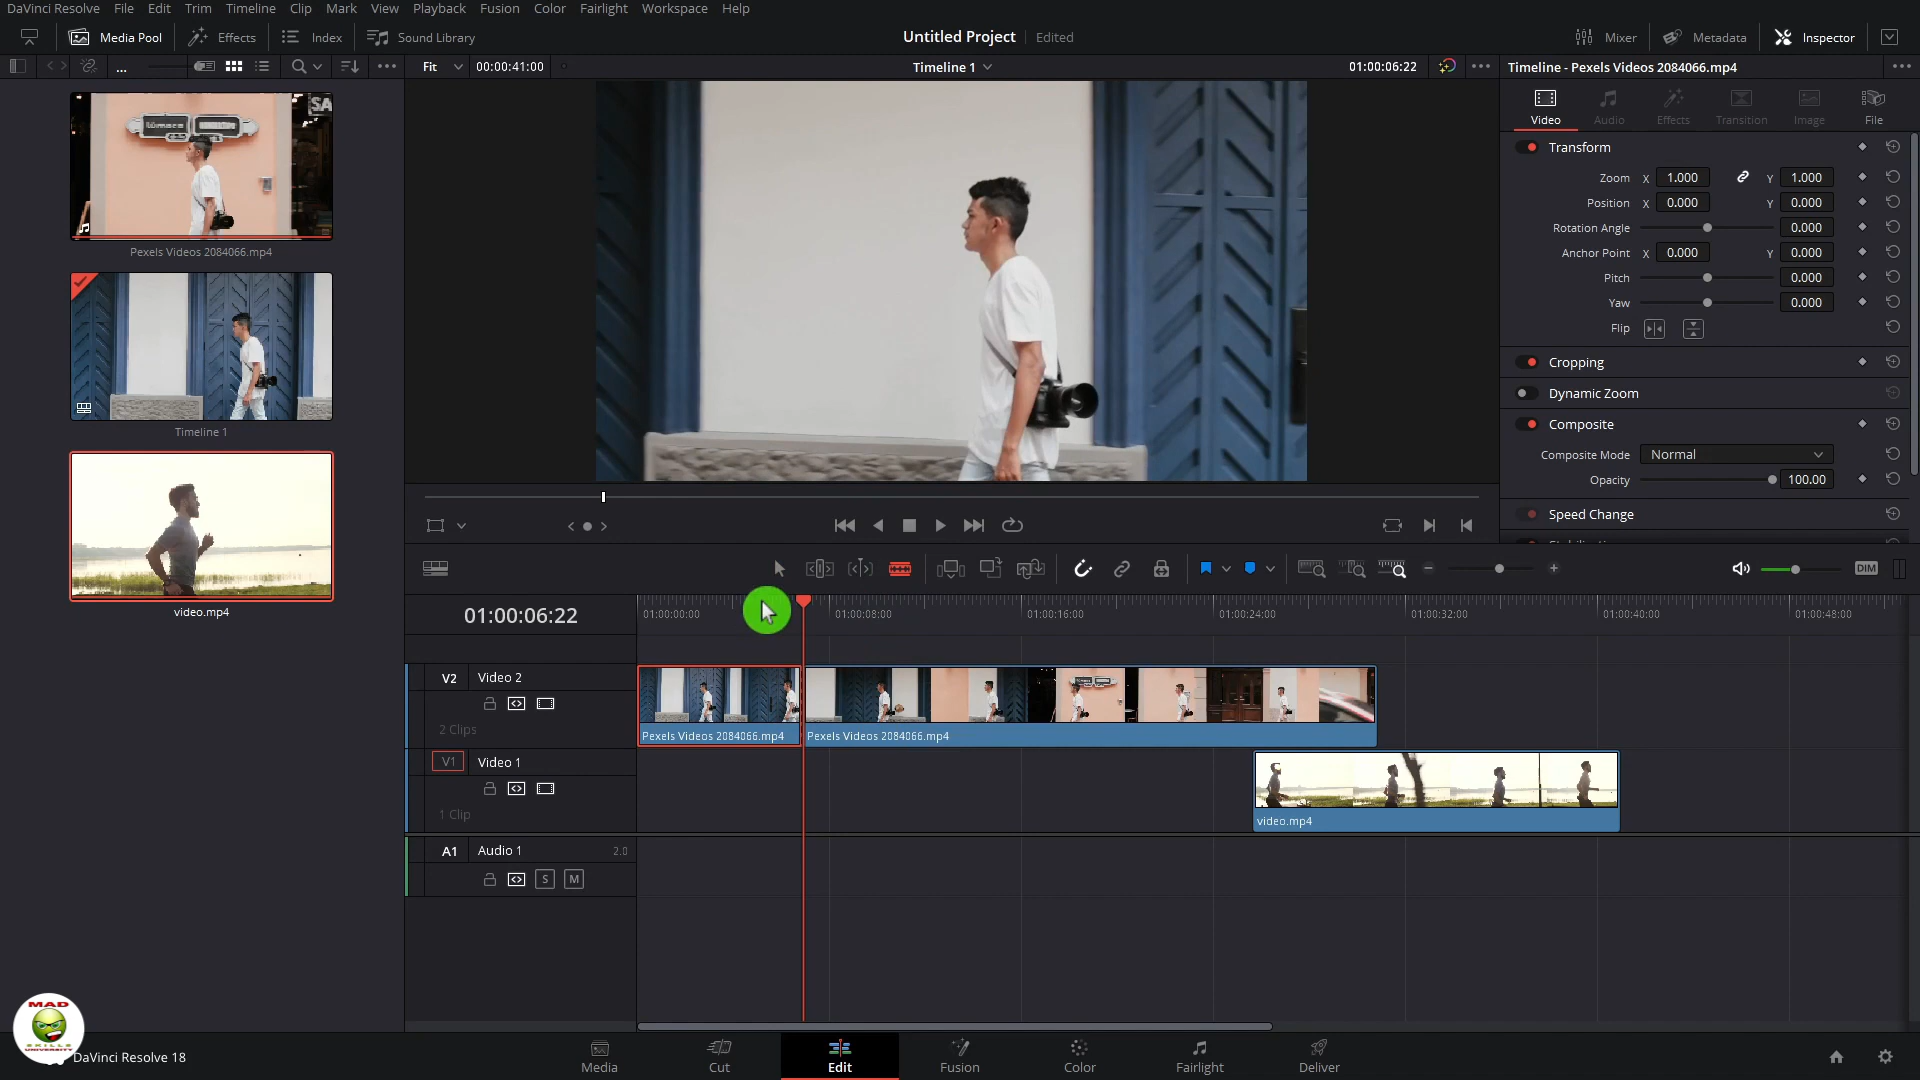 DaVinci Resolve File Edit Trim Timeline Clip Mark View Playback Fusion Color Fairlight Workspace Help
Media Pool Effects Index Sound Library Untitled Project Edited Mixer Metadata Inspector
... Fit 00:00:41:00 Timeline 1 01:00:06:22 Timeline - Pexels Videos 2084066.mp4
Video Audio Effects Transition Image File
SA
Pexels Videos 2084066.mp4
Timeline 1
video.mp4
Transform
Zoom X 1.000 Y 1.000
Position X 0.000 Y 0.000
Rotation Angle 0.000
Anchor Point X 0.000 Y 0.000
Pitch 0.000
Yaw 0.000
Flip
Cropping
Dynamic Zoom
Composite
Composite Mode Normal
Opacity 100.00
Speed Change
DIM
01:00:06:22
01:00:00:00 01:00:08:00 01:00:16:00 01:00:24:00 01:00:32:00 01:00:40:00 01:00:48:00
V2 Video 2
2 Clips
Pexels Videos 2084066.mp4 Pexels Videos 2084066.mp4
V1 Video 1
1 Clip
video.mp4
A1 Audio 1 2.0
S M
MAD
SKILLS
UNIVERSITY
DaVinci Resolve 18
Media Cut Edit Fusion Color Fairlight Deliver